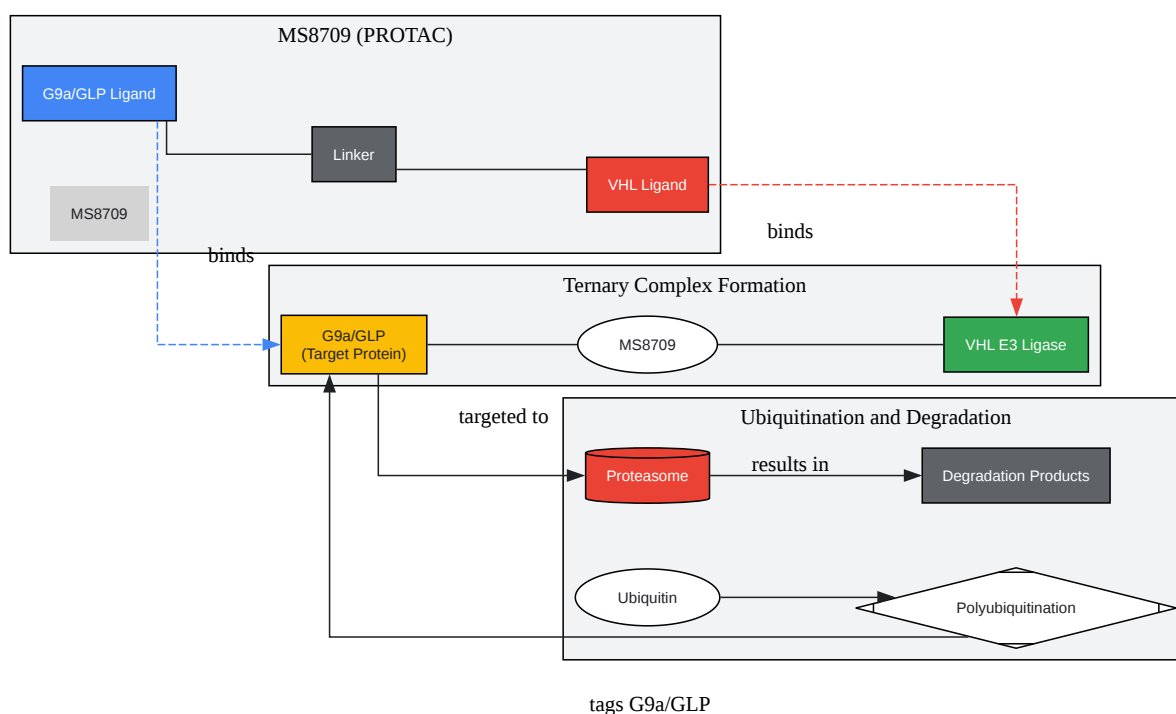 MS8709 (PROTAC)
G9a/GLP Ligand
Linker
VHL Ligand
MS8709
binds
binds
Ternary Complex Formation
G9a/GLP
(Target Protein)
MS8709
VHL E3 Ligase
targeted to
Ubiquitination and Degradation
Proteasome
results in
Degradation Products
Ubiquitin
Polyubiquitination
tags G9a/GLP